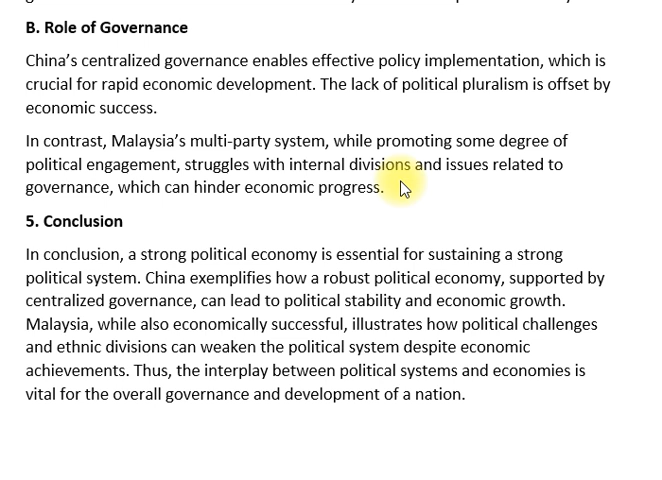 B. Role of Governance
China’s centralized governance enables effective policy implementation, which is
crucial for rapid economic development. The lack of political pluralism is offset by
economic success.
In contrast, Malaysia’s multi-party system, while promoting some degree of
political engagement, struggles with internal divisions and issues related to
governance, which can hinder economic progress.
5. Conclusion
In conclusion, a strong political economy is essential for sustaining a strong
political system. China exemplifies how a robust political economy, supported by
centralized governance, can lead to political stability and economic growth.
Malaysia, while also economically successful, illustrates how political challenges
and ethnic divisions can weaken the political system despite economic
achievements. Thus, the interplay between political systems and economies is
vital for the overall governance and development of a nation.